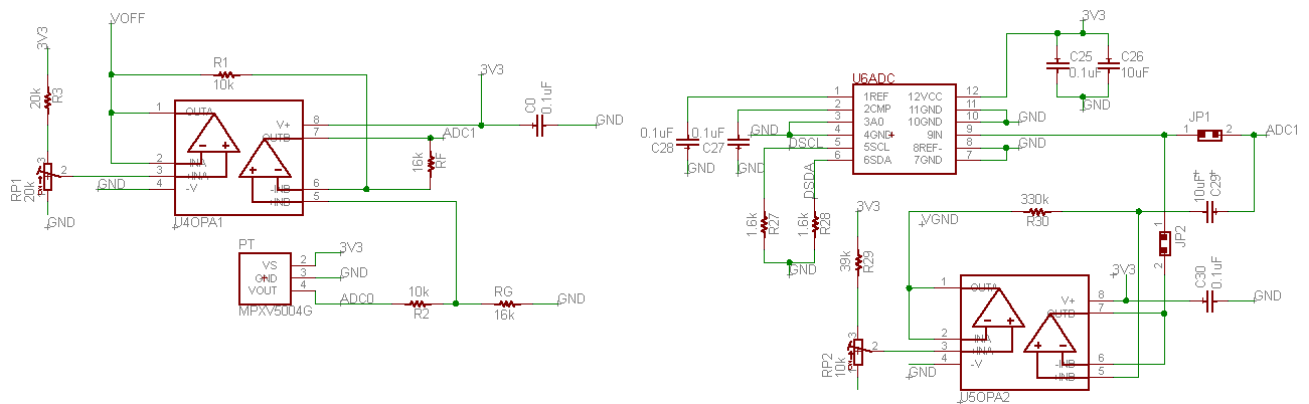 VOFF
3V3
R1
10k
20k
R3
1
OUTA
V+
8
OUTB
7
3V3
C0
0.1uF
GND
ADC1
16k
RF
3
2
RP1
20k
GND
GND
2
-INA
3
+INA
4
-V
-INB
6
+INB
5
U4OPA1
PT
VS
2
3V3
GND
3
GND
VOUT
4
ADC0
MPXV5004G
10k
R2
RG
16k
GND
3V3
C25
0.1uF
C26
10uF
GND
U6ADC
1
1REF
12VCC
12
2
2CMP
11GND
11
3
3A0
10GND
10
4
4GND
9IN
9
5
5SCL
8REF-
8
6
6SDA
7GND
7
0.1uF
C28
0.1uF
C27
GND
GND
GND
DSCL
DSDA
GND
GND
JP1
1
2
ADC1
1.6k
R27
1.6k
R28
GND
3V3
39k
R29
VGND
330k
R30
10uF
C29
JP2
1
2
3V3
C30
0.1uF
GND
1
OUTA
V+
8
OUTB
7
2
-INA
3
+INA
4
-V
-INB
6
+INB
5
3
2
RP2
10k
GND
U5OPA2